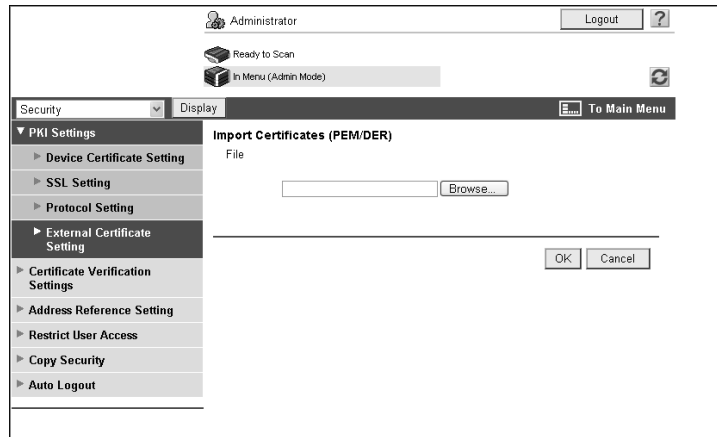 Administrator
Logout
?
Ready to Scan
In Menu (Admin Mode)
Security
Display
To Main Menu
PKI Settings
Device Certificate Setting
SSL Setting
Protocol Setting
External Certificate
Setting
Certificate Verification
Settings
Address Reference Setting
Restrict User Access
Copy Security
Auto Logout
Import Certificates (PEM/DER)
File
Browse...
OK
Cancel